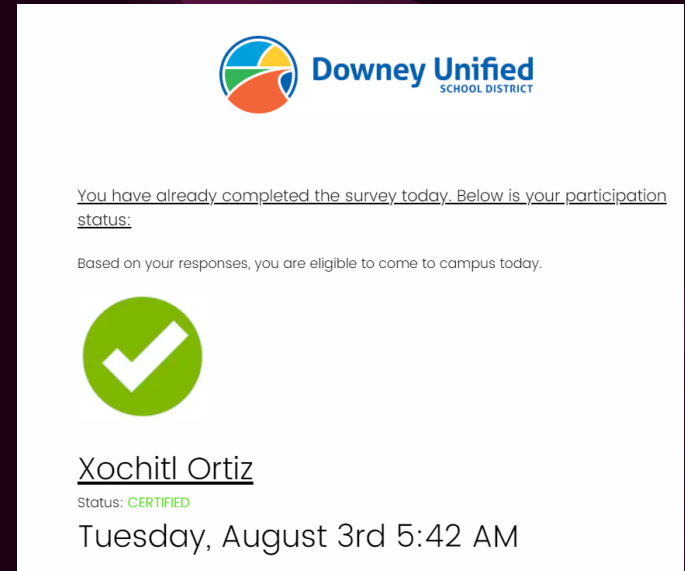 Downey Unified
SCHOOL DISTRICT
You have already completed the survey today. Below is your participation
status:
Based on your responses, you are eligible to come to campus today.
Xochitl Ortiz
Status: CERTIFIED
Tuesday, August 3rd 5:42 AM